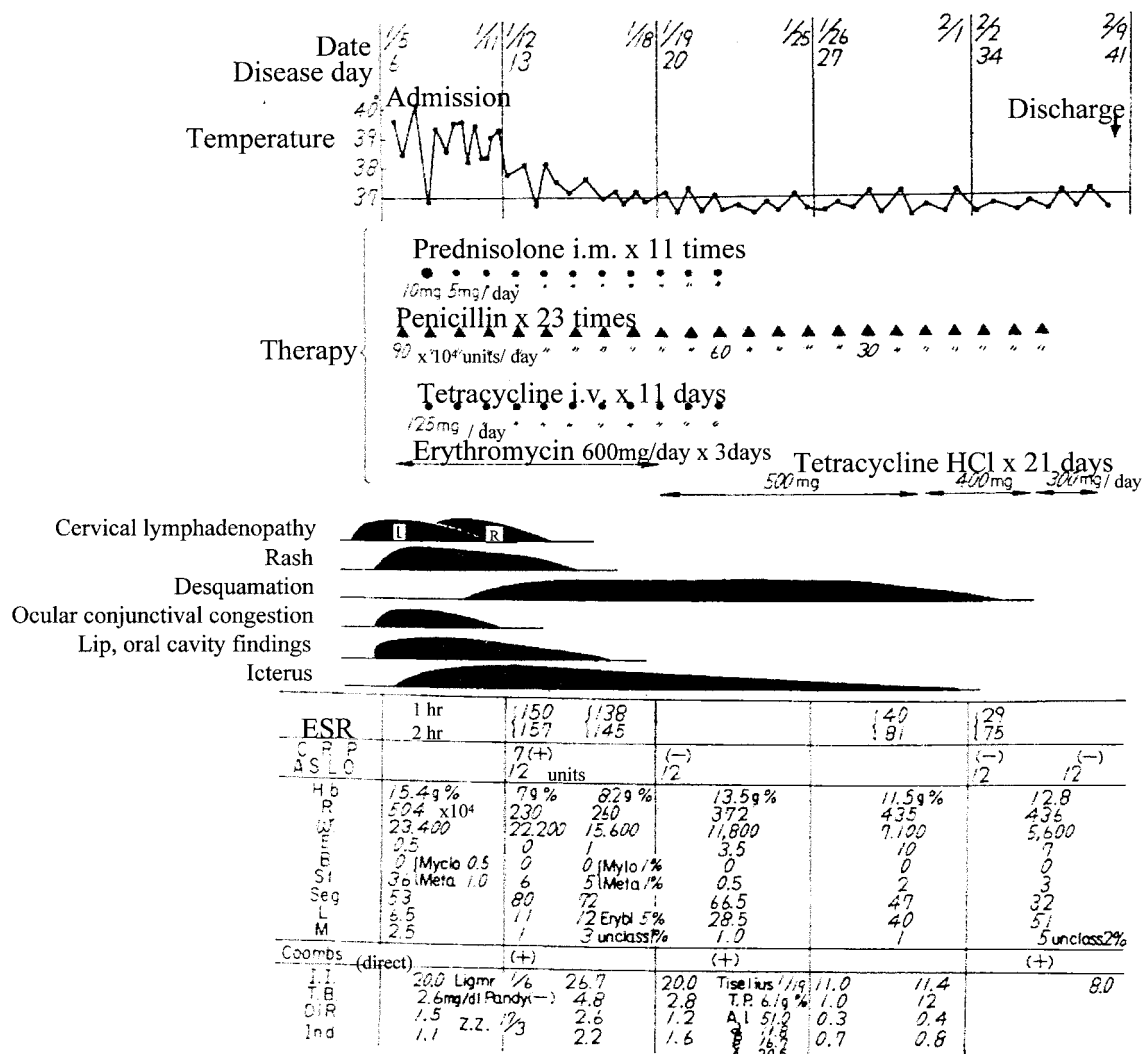 Date 1/5 1/11 1/12 1/18 1/19 1/25 1/26 2/1 2/2 2/9
Disease day 6 13 20 27 34 41
Admission
Discharge
Temperature
40
39
38
37
Therapy
Prednisolone i.m. x 11 times
10mg 5mg/day " " " " " " " "
Penicillin x 23 times
90 x 10⁴ units/day " " " " " " 60 " " " " 30 " " " " " "
Tetracycline i.v. x 11 days
125mg / day " " " " " " " "
Erythromycin 600mg/day x 3days
Tetracycline HCl x 21 days
500mg 400mg 300mg/day
Cervical lymphadenopathy L R
Rash
Desquamation
Ocular conjunctival congestion
Lip, oral cavity findings
Icterus
ESR 1 hr 150 138 40 29
2 hr 157 145 81 75
C R P 7(+) (-) (-) (-)
A S L O 12 units 12 12 12
Hb 15.4g% 7g% 8.2g% 13.5g% 11.5g% 12.8
R 504 x10⁴ 230 260 372 435 436
W 23.400 22.200 15.600 11,800 7.100 5,600
E 0.5 0 1 3.5 10 7
B 0 Myclo 0.5 0 0 Mylo 1% 0 0 0
St 36 Meta 1.0 6 5 Meta 1% 0.5 2 3
Seg 53 80 72 66.5 47 32
L 6.5 11 12 Erybl 5% 28.5 40 51
M 2.5 1 3 unclass 1% 1.0 1 5 unclass 2%
Coombs (direct) (+) (+) (+)
I.I. 20.0 Liqmr 1/6 26.7 20.0 Tiselius 1/19 11.0 11.4 8.0
T.B. 2.6mg/dl Pandy(-) 4.8 2.8 T.P. 6.1g% 1.0 12
DIR 1.5 2.6 1.2 Al 51.0 0.3 0.4
Ind 1.1 Z.Z. 2.2 1.6 0.7 0.8